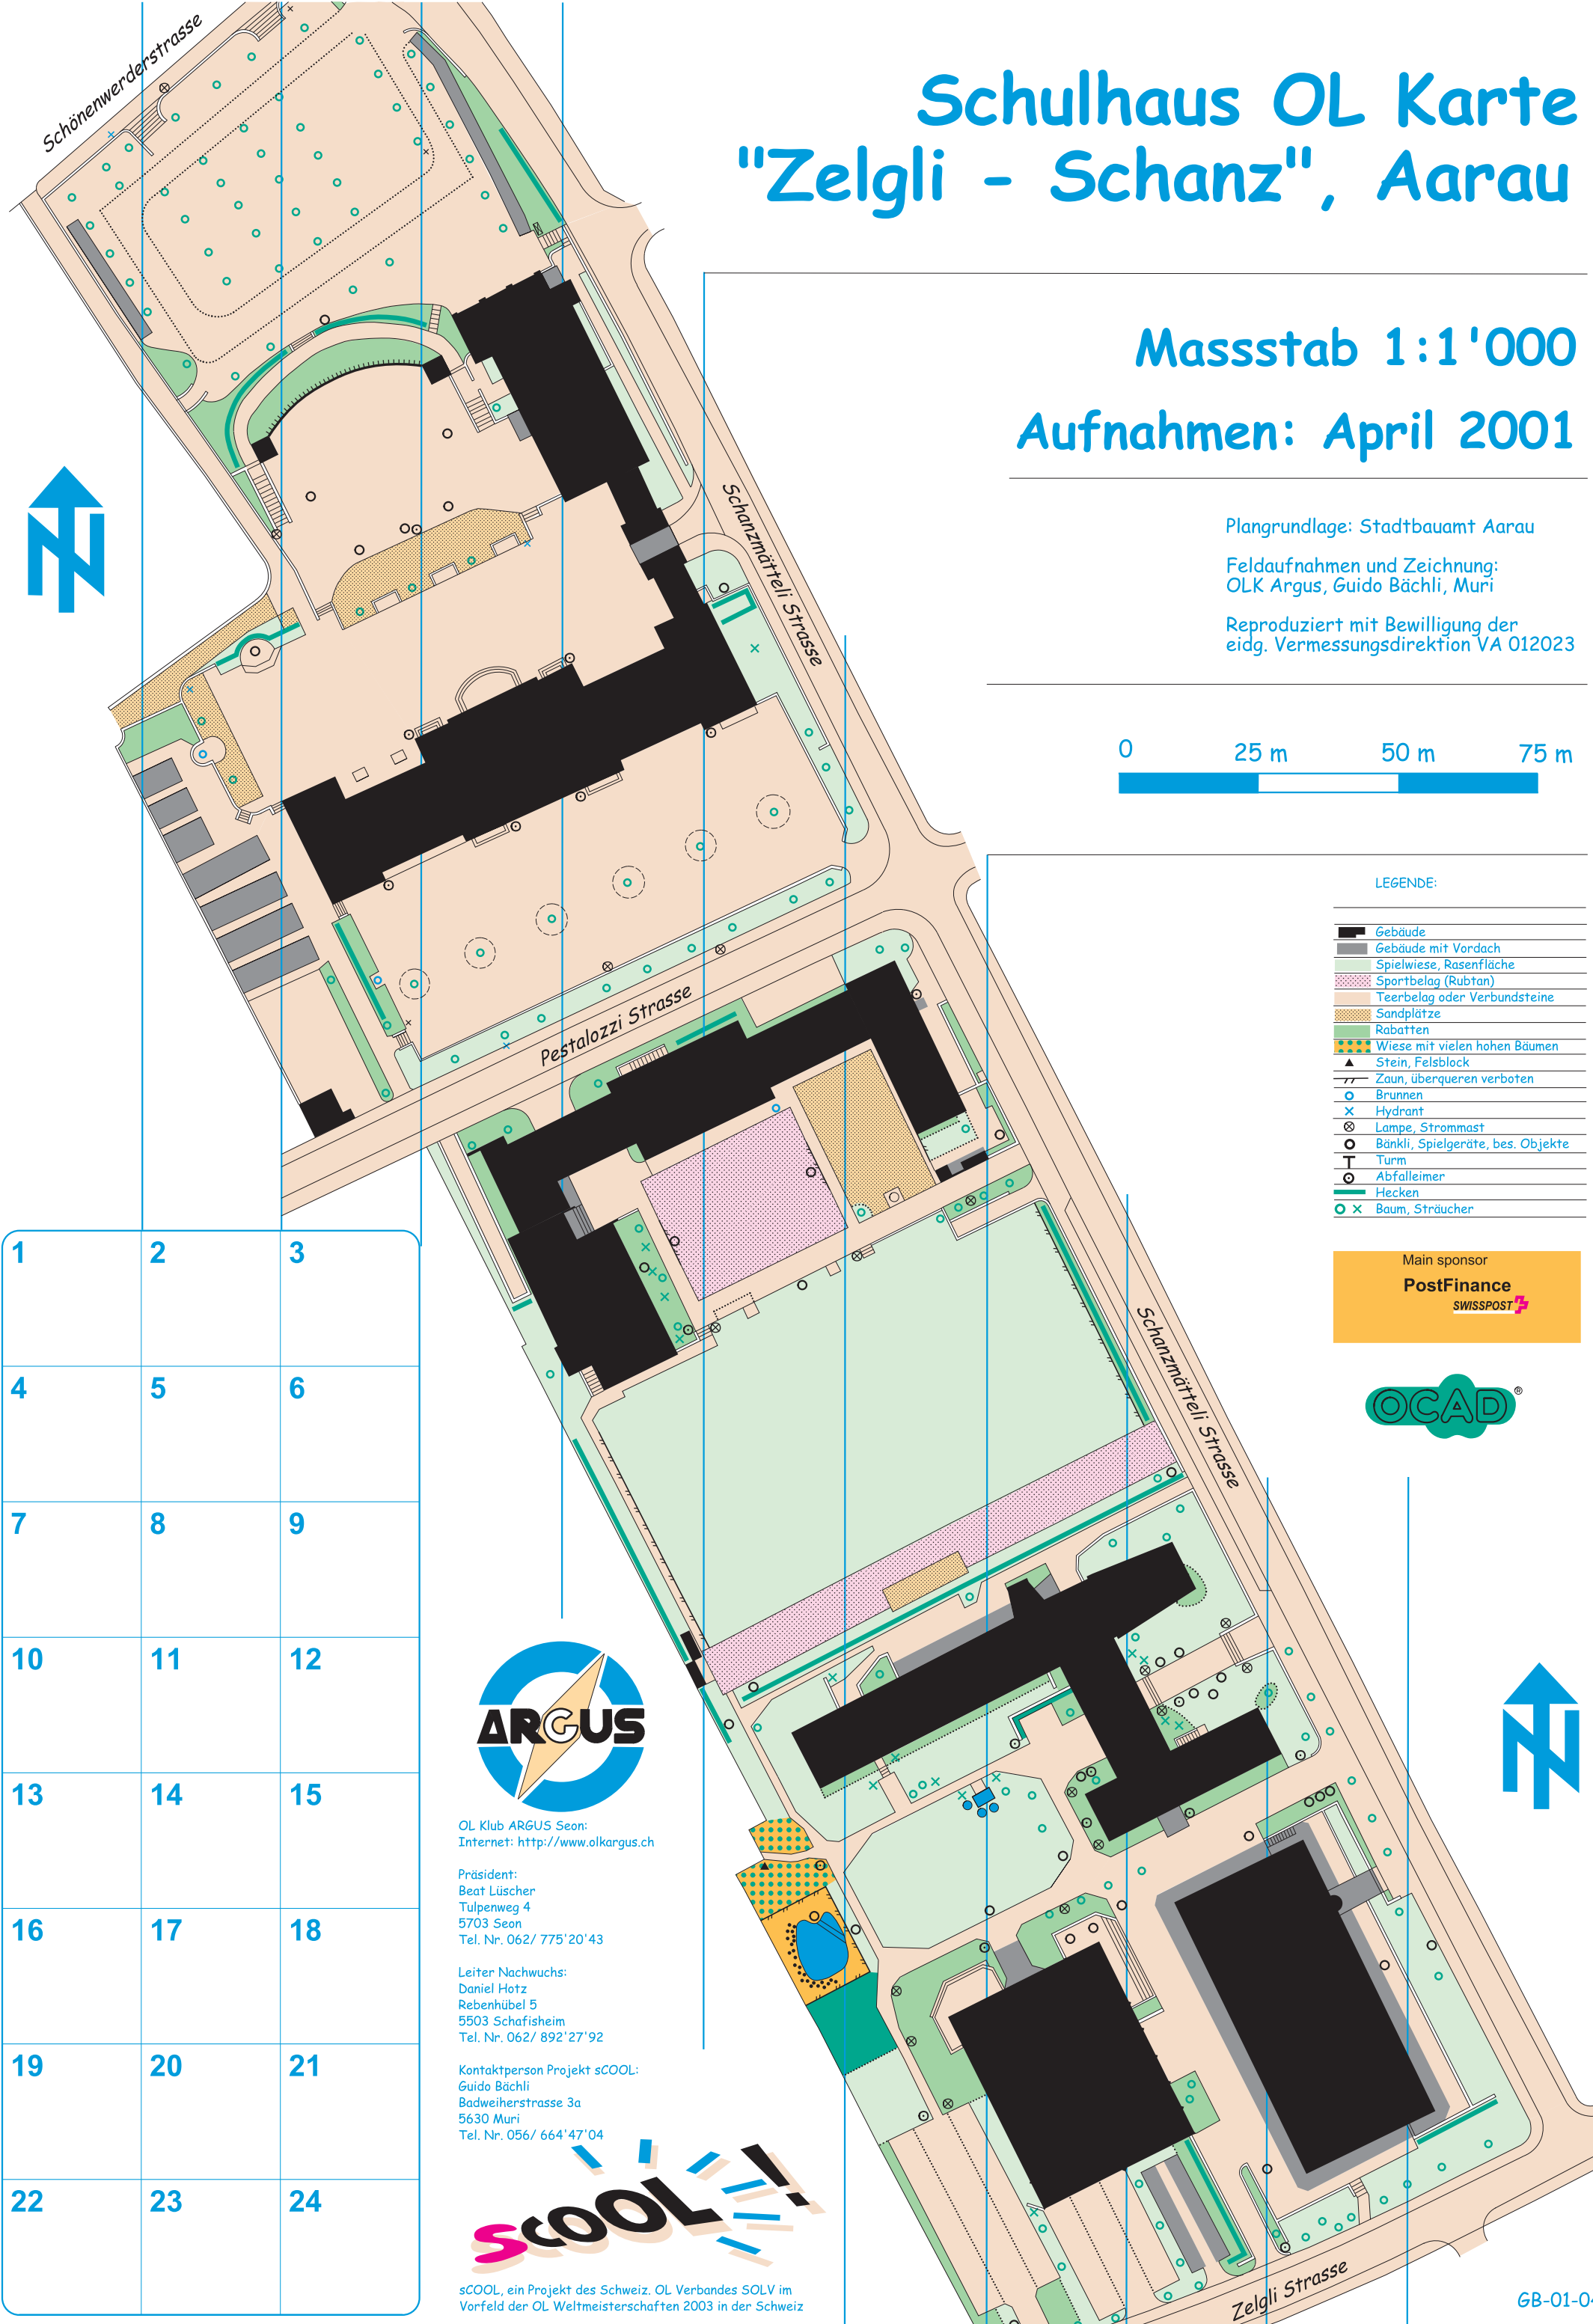 Schulhaus OL Karte
"Zelgli - Schanz", Aarau
Massstab 1:1'000
Aufnahmen: April 2001
Plangrundlage: Stadtbauamt Aarau
Feldaufnahmen und Zeichnung:
OLK Argus, Guido Bächli, Muri
Reproduziert mit Bewilligung der
eidg. Vermessungsdirektion VA 012023
0 25 m 50 m 75 m
LEGENDE:
Gebäude
Gebäude mit Vordach
Spielwiese, Rasenfläche
Sportbelag (Rubtan)
Teerbelag oder Verbundsteine
Sandplätze
Rabatten
Wiese mit vielen hohen Bäumen
Stein, Felsblock
Zaun, überqueren verboten
Brunnen
Hydrant
Lampe, Strommast
Bänkli, Spielgeräte, bes. Objekte
Turm
Abfalleimer
Hecken
Baum, Sträucher
Main sponsor
PostFinance
SWISSPOST
OCAD®
Schönenwerderstrasse
Schanzmätteli Strasse
Pestalozzi Strasse
Schanzmätteli Strasse
Zelgli Strasse
N
N
1 2 3
4 5 6
7 8 9
10 11 12
13 14 15
16 17 18
19 20 21
22 23 24
ARGUS
OL Klub ARGUS Seon:
Internet: http://www.olkargus.ch
Präsident:
Beat Lüscher
Tulpenweg 4
5703 Seon
Tel. Nr. 062/ 775'20'43
Leiter Nachwuchs:
Daniel Hotz
Rebenhübel 5
5503 Schafisheim
Tel. Nr. 062/ 892'27'92
Kontaktperson Projekt sCOOL:
Guido Bächli
Badweiherstrasse 3a
5630 Muri
Tel. Nr. 056/ 664'47'04
sCOOL!
sCOOL, ein Projekt des Schweiz. OL Verbandes SOLV im
Vorfeld der OL Weltmeisterschaften 2003 in der Schweiz
GB-01-0